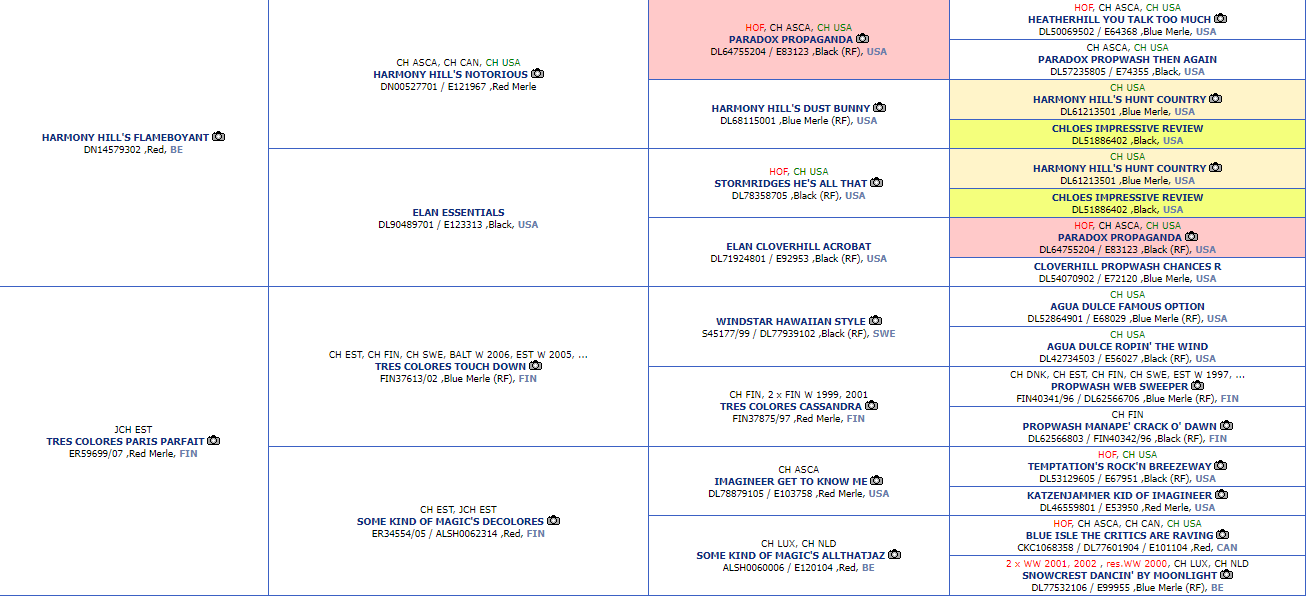 HARMONY HILL'S FLAMEBOYANT
DN14579302 ,Red, BE
JCH EST
TRES COLORES PARIS PARFAIT
ER59699/07 ,Red Merle, FIN
CH ASCA, CH CAN, CH USA
HARMONY HILL'S NOTORIOUS
DN00527701 / E121967 ,Red Merle
ELAN ESSENTIALS
DL90489701 / E123313 ,Black, USA
CH EST, CH FIN, CH SWE, BALT W 2006, EST W 2005, ...
TRES COLORES TOUCH DOWN
FIN37613/02 ,Blue Merle (RF), FIN
CH EST, JCH EST
SOME KIND OF MAGIC'S DECOLORES
ER34554/05 / ALSH0062314 ,Red, FIN
HOF, CH ASCA, CH USA
PARADOX PROPAGANDA
DL64755204 / E83123 ,Black (RF), USA
HARMONY HILL'S DUST BUNNY
DL68115001 ,Blue Merle (RF), USA
HOF, CH USA
STORMRIDGES HE'S ALL THAT
DL78358705 ,Black (RF), USA
ELAN CLOVERHILL ACROBAT
DL71924801 / E92953 ,Black (RF), USA
WINDSTAR HAWAIIAN STYLE
S45177/99 / DL77939102 ,Black (RF), SWE
CH FIN, 2 x FIN W 1999, 2001
TRES COLORES CASSANDRA
FIN37875/97 ,Red Merle, FIN
CH ASCA
IMAGINEER GET TO KNOW ME
DL78879105 / E103758 ,Red Merle, USA
CH LUX, CH NLD
SOME KIND OF MAGIC'S ALLTHATJAZ
ALSH0060006 / E120104 ,Red, BE
HOF, CH ASCA, CH USA
HEATHERHILL YOU TALK TOO MUCH
DL50069502 / E64368 ,Blue Merle, USA
CH ASCA, CH USA
PARADOX PROPWASH THEN AGAIN
DL57235805 / E74355 ,Black, USA
CH USA
HARMONY HILL'S HUNT COUNTRY
DL61213501 ,Blue Merle, USA
CHLOES IMPRESSIVE REVIEW
DL51886402 ,Black, USA
CH USA
HARMONY HILL'S HUNT COUNTRY
DL61213501 ,Blue Merle, USA
CHLOES IMPRESSIVE REVIEW
DL51886402 ,Black, USA
HOF, CH ASCA, CH USA
PARADOX PROPAGANDA
DL64755204 / E83123 ,Black (RF), USA
CLOVERHILL PROPWASH CHANCES R
DL54070902 / E72120 ,Blue Merle, USA
CH USA
AGUA DULCE FAMOUS OPTION
DL52864901 / E68029 ,Blue Merle (RF), USA
CH USA
AGUA DULCE ROPIN' THE WIND
DL42734503 / E56027 ,Black (RF), USA
CH DNK, CH EST, CH FIN, CH SWE, EST W 1997, ...
PROPWASH WEB SWEEPER
FIN40341/96 / DL62566706 ,Blue Merle (RF), FIN
CH FIN
PROPWASH MANAPE' CRACK O' DAWN
DL62566803 / FIN40342/96 ,Black (RF), FIN
HOF, CH USA
TEMPTATION'S ROCK'N BREEZEWAY
DL53129605 / E67951 ,Black (RF), USA
KATZENJAMMER KID OF IMAGINEER
DL46559801 / E53950 ,Red Merle, USA
HOF, CH ASCA, CH CAN, CH USA
BLUE ISLE THE CRITICS ARE RAVING
CKC1068358 / DL77601904 / E101104 ,Red, CAN
2 x WW 2001, 2002 , res.WW 2000, CH LUX, CH NLD
SNOWCREST DANCIN' BY MOONLIGHT
DL77532106 / E99955 ,Blue Merle (RF), BE